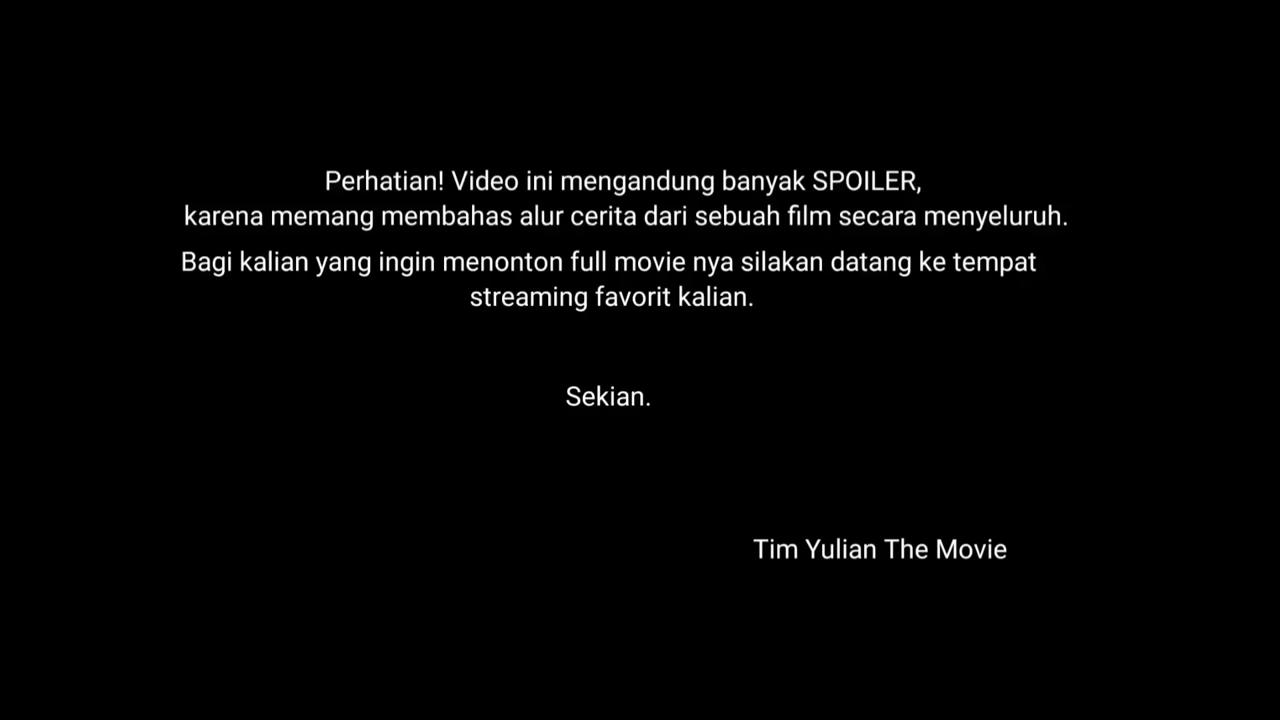 Perhatian! Video ini mengandung banyak SPOILER,
karena memang membahas alur cerita dari sebuah film secara menyeluruh.
Bagi kalian yang ingin menonton full movie nya silakan datang ke tempat
streaming favorit kalian.
Sekian.
Tim Yulian The Movie